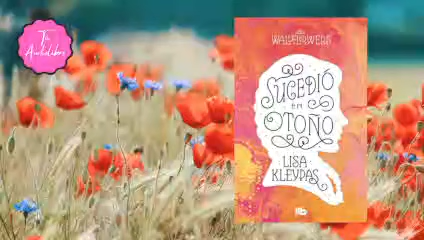 Tu
Audiolibro
WALLFLOWERS
SUCEDIÓ
EN
OTOÑO
LISA
KLEYPAS